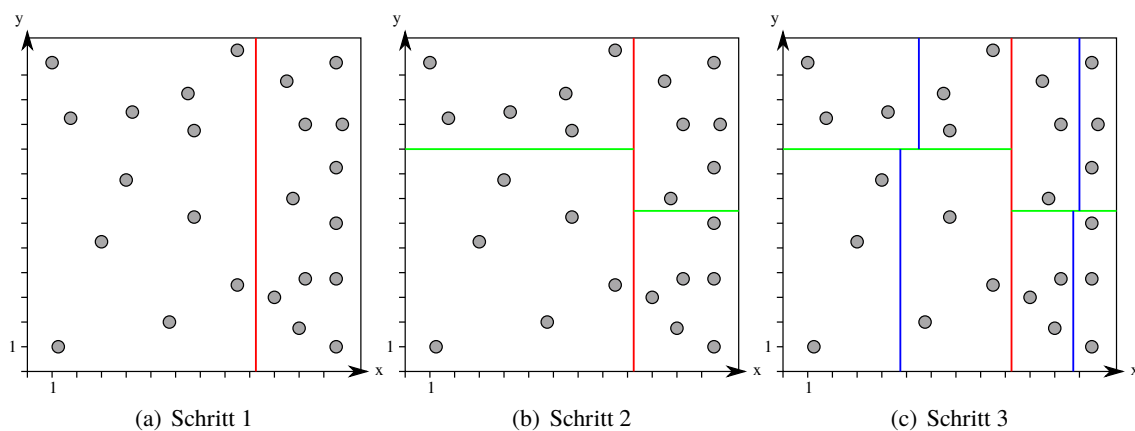 y y y
1 1 1
x x x
1 1 1
(a) Schritt 1 (b) Schritt 2 (c) Schritt 3